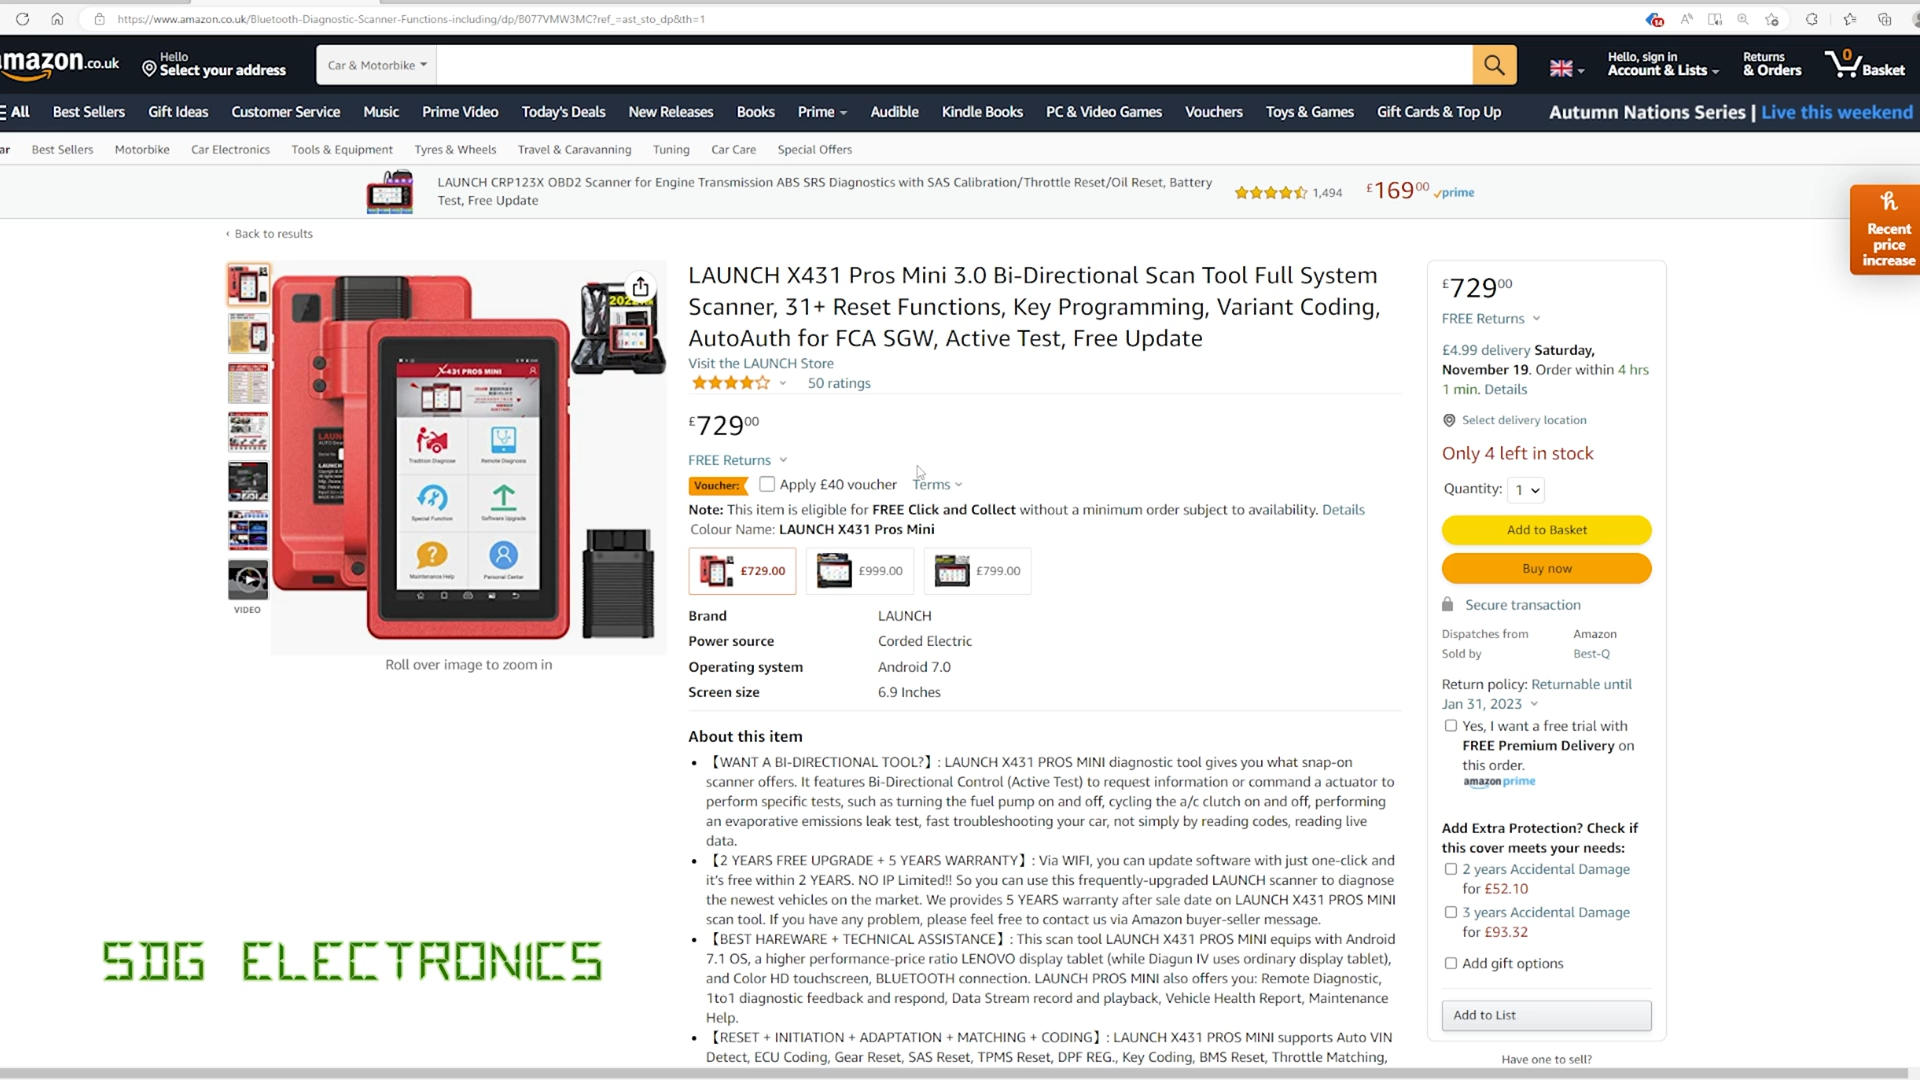 https://www.amazon.co.uk/Bluetooth-Diagnostic-Scanner-Functions-including/dp/B077VMW3MC?ref_=ast_sto_dp&th=1
14
amazon.co.uk
Hello
Select your address
Car & Motorbike
Hello, sign in
Account & Lists
Returns
& Orders
0
Basket
All
Best Sellers
Gift Ideas
Customer Service
Music
Prime Video
Today's Deals
New Releases
Books
Prime
Audible
Kindle Books
PC & Video Games
Vouchers
Toys & Games
Gift Cards & Top Up
Autumn Nations Series | Live this weekend
ar
Best Sellers
Motorbike
Car Electronics
Tools & Equipment
Tyres & Wheels
Travel & Caravanning
Tuning
Car Care
Special Offers
LAUNCH CRP123X OBD2 Scanner for Engine Transmission ABS SRS Diagnostics with SAS Calibration/Throttle Reset/Oil Reset, Battery
Test, Free Update
1,494
£16900
prime
Recent
price
increase
‹ Back to results
X-431 PROS MINI
Tradition Diagnose
Remote Diagnosis
Special Function
Software Upgrade
Maintenance Help
Personal Center
VIDEO
Roll over image to zoom in
LAUNCH X431 Pros Mini 3.0 Bi-Directional Scan Tool Full System
Scanner, 31+ Reset Functions, Key Programming, Variant Coding,
AutoAuth for FCA SGW, Active Test, Free Update
Visit the LAUNCH Store
50 ratings
£72900
FREE Returns
Voucher:
Apply £40 voucher
Terms
Note: This item is eligible for FREE Click and Collect without a minimum order subject to availability. Details
Colour Name: LAUNCH X431 Pros Mini
£729.00
£999.00
£799.00
Brand LAUNCH
Power source Corded Electric
Operating system Android 7.0
Screen size 6.9 Inches
About this item
• 【WANT A BI-DIRECTIONAL TOOL?】: LAUNCH X431 PROS MINI diagnostic tool gives you what snap-on
scanner offers. It features Bi-Directional Control (Active Test) to request information or command a actuator to
perform specific tests, such as turning the fuel pump on and off, cycling the a/c clutch on and off, performing
an evaporative emissions leak test, fast troubleshooting your car, not simply by reading codes, reading live
data.
• 【2 YEARS FREE UPGRADE + 5 YEARS WARRANTY】: Via WIFI, you can update software with just one-click and
it's free within 2 YEARS. NO IP Limited!! So you can use this frequently-upgraded LAUNCH scanner to diagnose
the newest vehicles on the market. We provides 5 YEARS warranty after sale date on LAUNCH X431 PROS MINI
scan tool. If you have any problem, please feel free to contact us via Amazon buyer-seller message.
• 【BEST HAREWARE + TECHNICAL ASSISTANCE】: This scan tool LAUNCH X431 PROS MINI equips with Android
7.1 OS, a higher performance-price ratio LENOVO display tablet (while Diagun IV uses ordinary display tablet),
and Color HD touchscreen, BLUETOOTH connection. LAUNCH PROS MINI also offers you: Remote Diagnostic,
1to1 diagnostic feedback and respond, Data Stream record and playback, Vehicle Health Report, Maintenance
Help.
• 【RESET + INITIATION + ADAPTATION + MATCHING + CODING】: LAUNCH X431 PROS MINI supports Auto VIN
Detect, ECU Coding, Gear Reset, SAS Reset, TPMS Reset, DPF REG., Key Coding, BMS Reset, Throttle Matching,
£72900
FREE Returns
£4.99 delivery Saturday,
November 19. Order within 4 hrs
1 min. Details
Select delivery location
Only 4 left in stock
Quantity: 1
Add to Basket
Buy now
Secure transaction
Dispatches from Amazon
Sold by Best-Q
Return policy: Returnable until
Jan 31, 2023
Yes, I want a free trial with
FREE Premium Delivery on
this order.
amazon prime
Add Extra Protection? Check if
this cover meets your needs:
2 years Accidental Damage
for £52.10
3 years Accidental Damage
for £93.32
Add gift options
Add to List
Have one to sell?
SDG ELECTRONICS